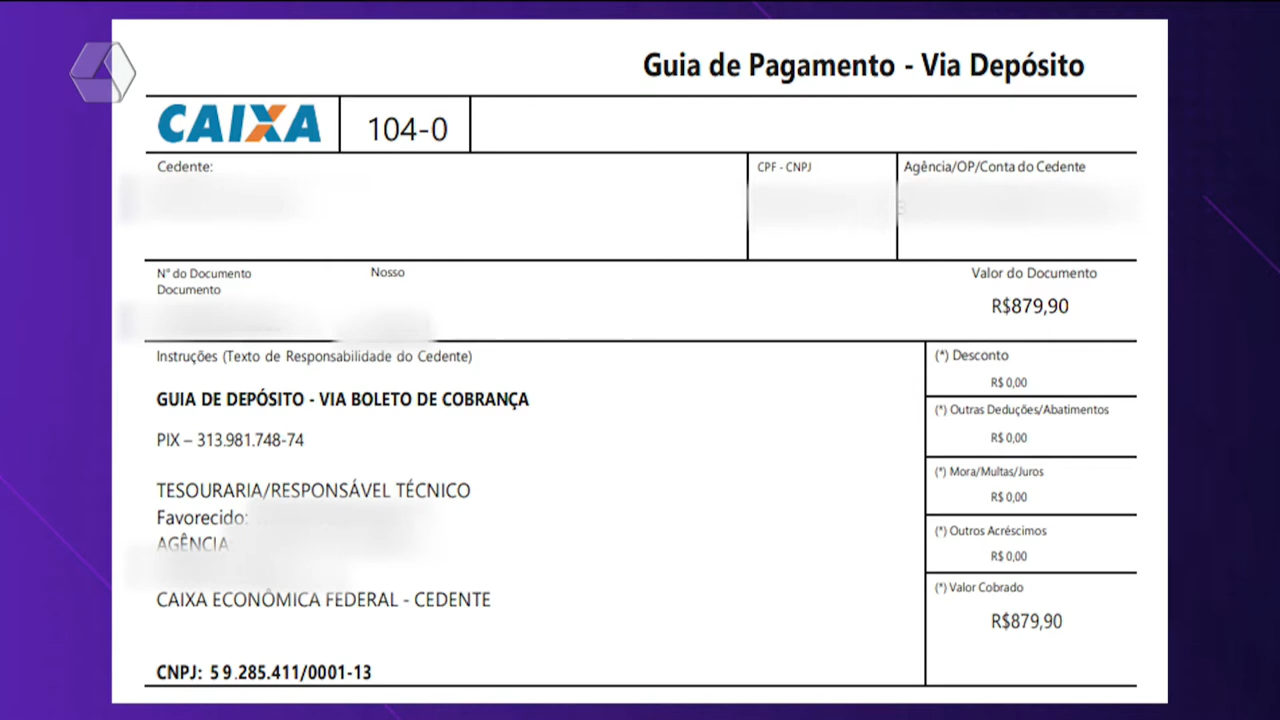 Guia de Pagamento - Via Depósito
CAIXA
104-0
Cedente:
CPF - CNPJ
Agência/OP/Conta do Cedente
N° do Documento
Documento
Nosso
Valor do Documento
R$879,90
Instruções (Texto de Responsabilidade do Cedente)
GUIA DE DEPÓSITO - VIA BOLETO DE COBRANÇA
PIX – 313.981.748-74
TESOURARIA/RESPONSÁVEL TÉCNICO
Favorecido:
AGÊNCIA:
CAIXA ECONÔMICA FEDERAL - CEDENTE
CNPJ: 59.285.411/0001-13
(*) Desconto
R$ 0,00
(*) Outras Deduções/Abatimentos
R$ 0,00
(*) Mora/Multas/Juros
R$ 0,00
(*) Outros Acréscimos
R$ 0,00
(*) Valor Cobrado
R$879,90